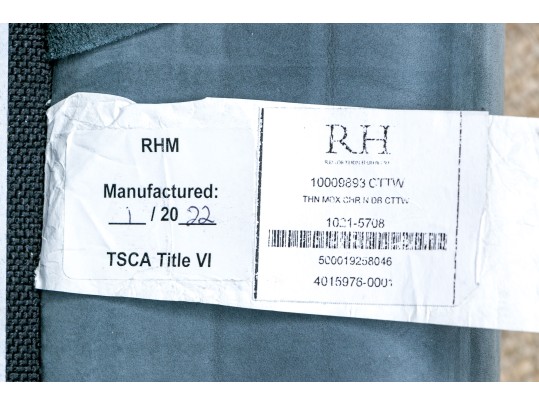 RHM
Manufactured:
1 / 20 22
TSCA Title VI
RH
10009893 CTTW
THN MDX CHR N DB CTTW
1021-5708
500019258046
4015976-0001